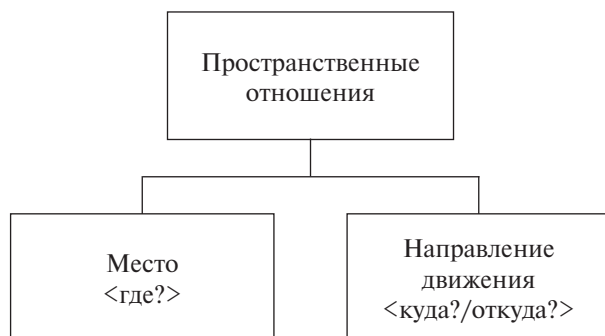 Пространственные
отношения
Место
<где?>
Направление
движения
<куда?/откуда?>